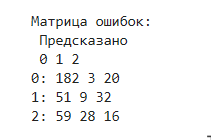 Матрица ошибок:
Предсказано
0 1 2
0: 182 3 20
1: 51 9 32
2: 59 28 16